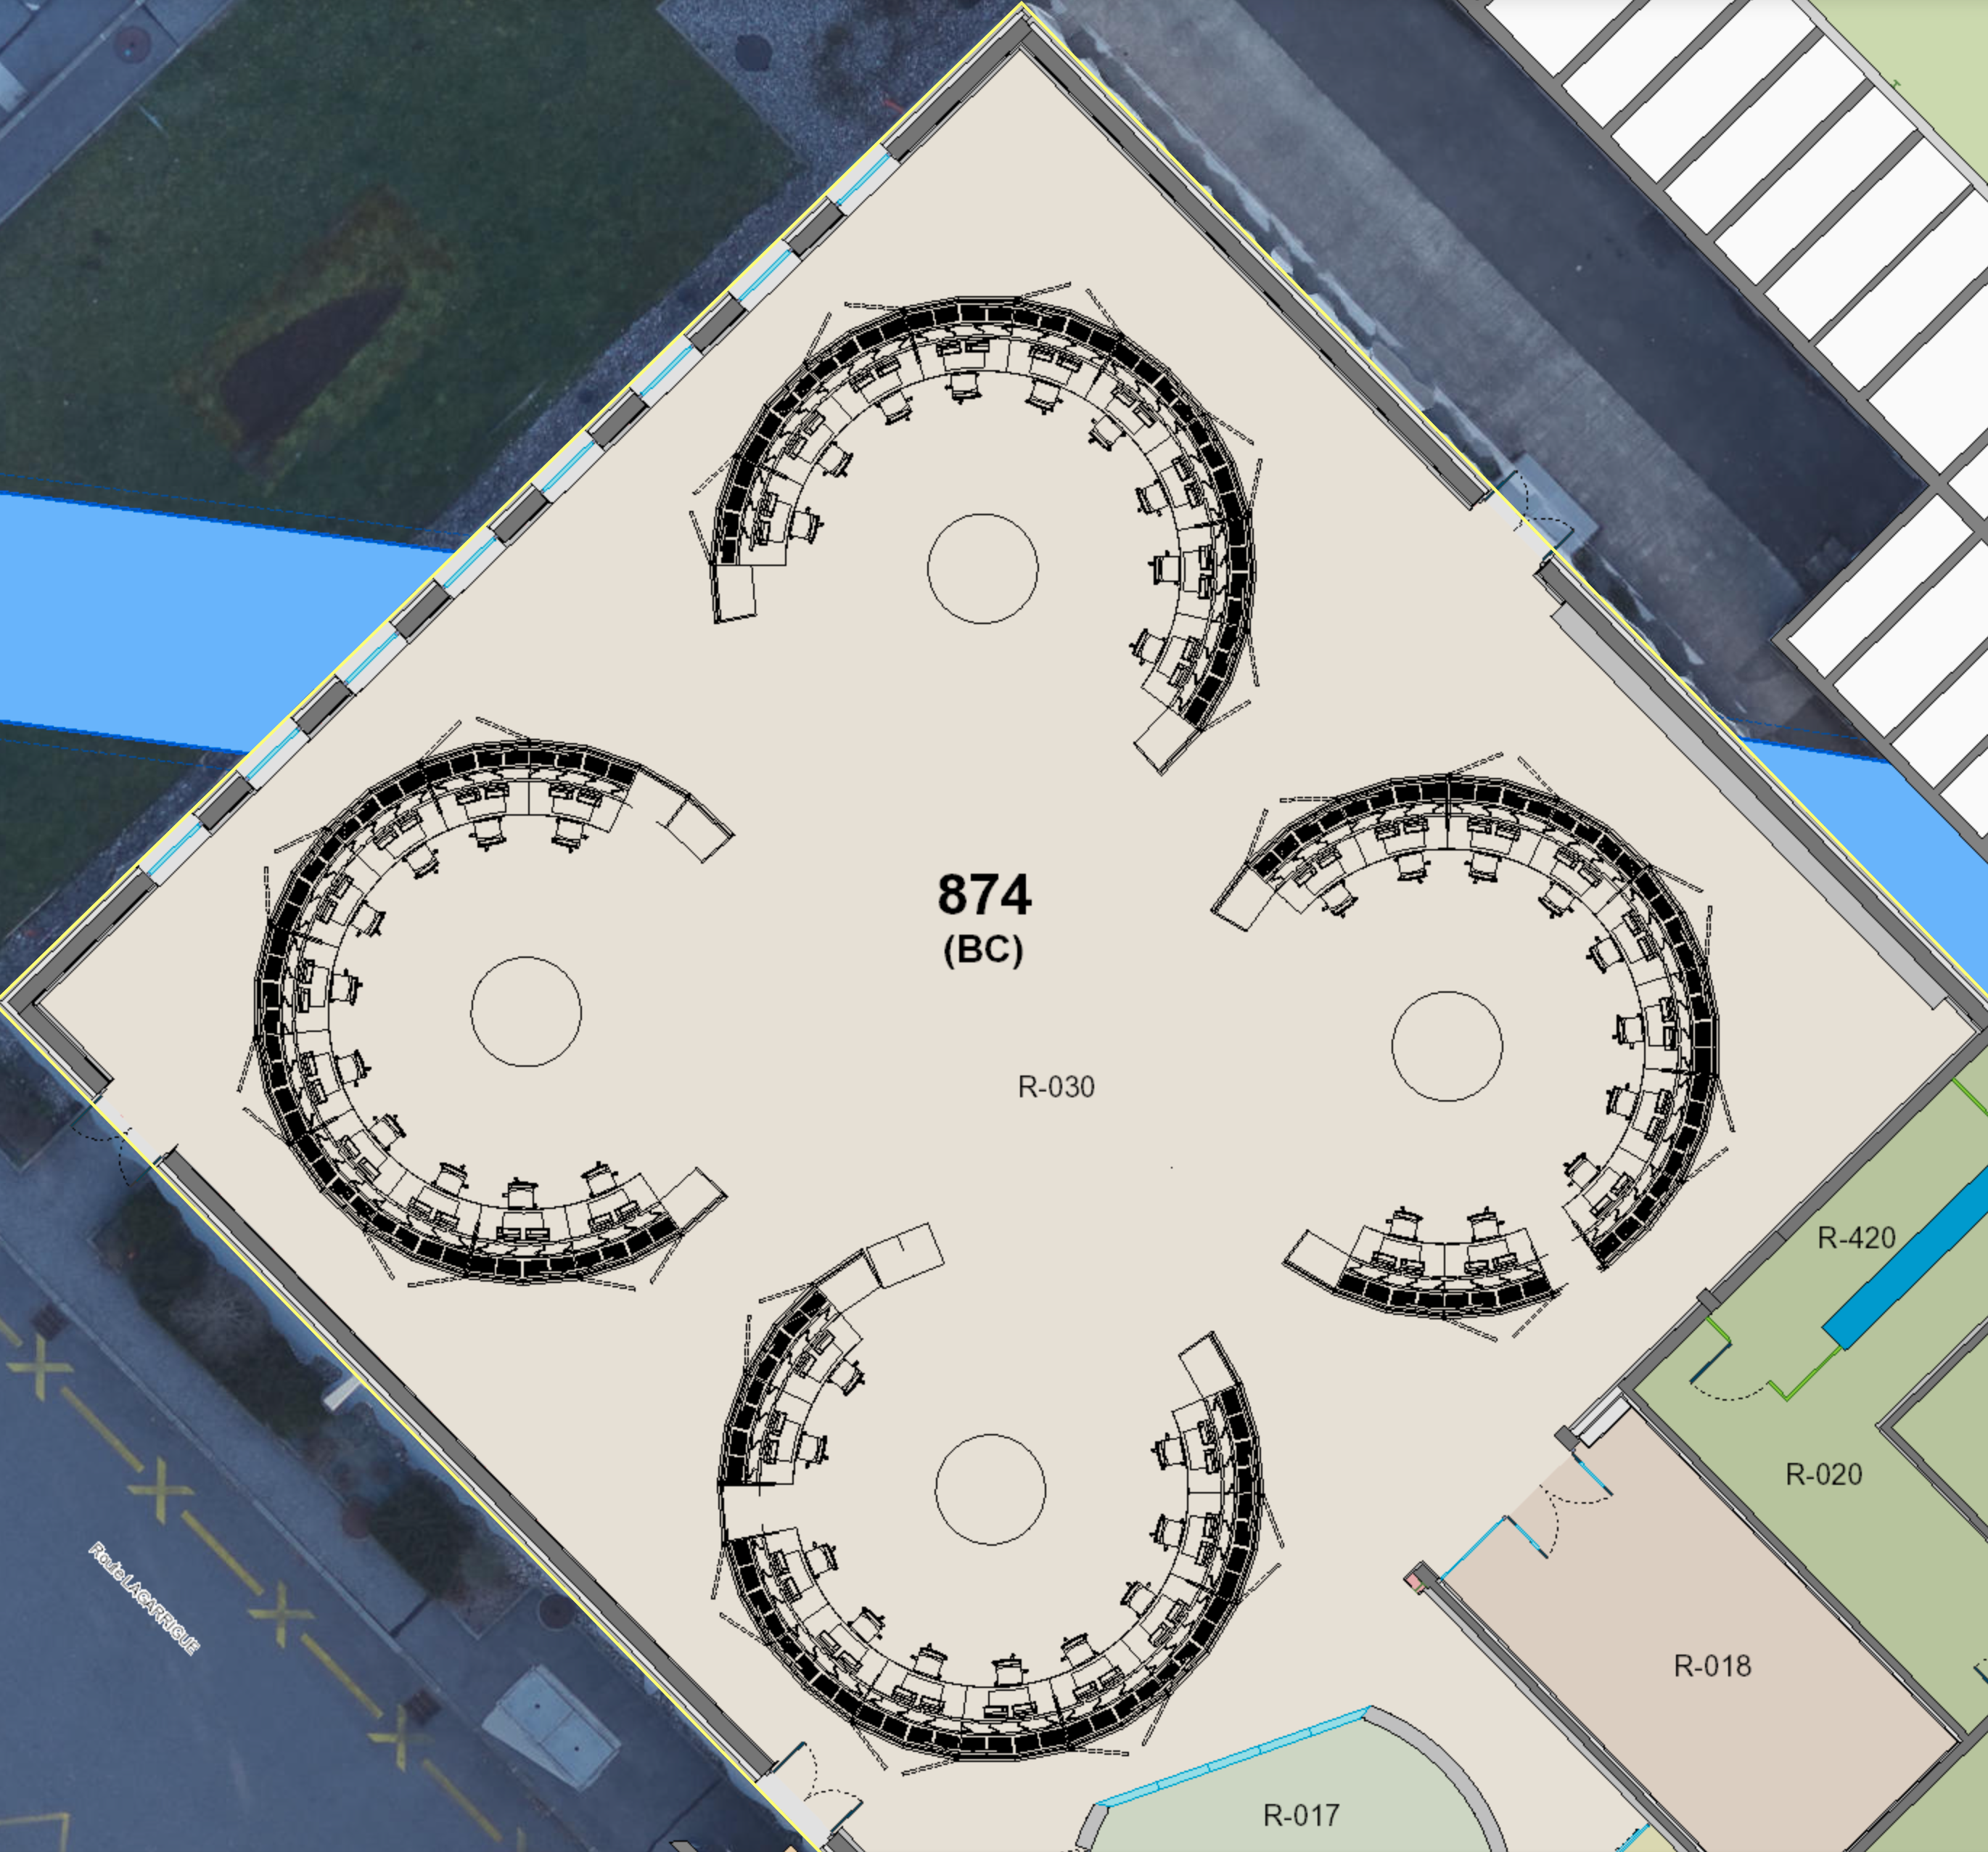 874
(BC)
R-030
R-420
R-020
Route LAGARRIGUE
R-018
R-017